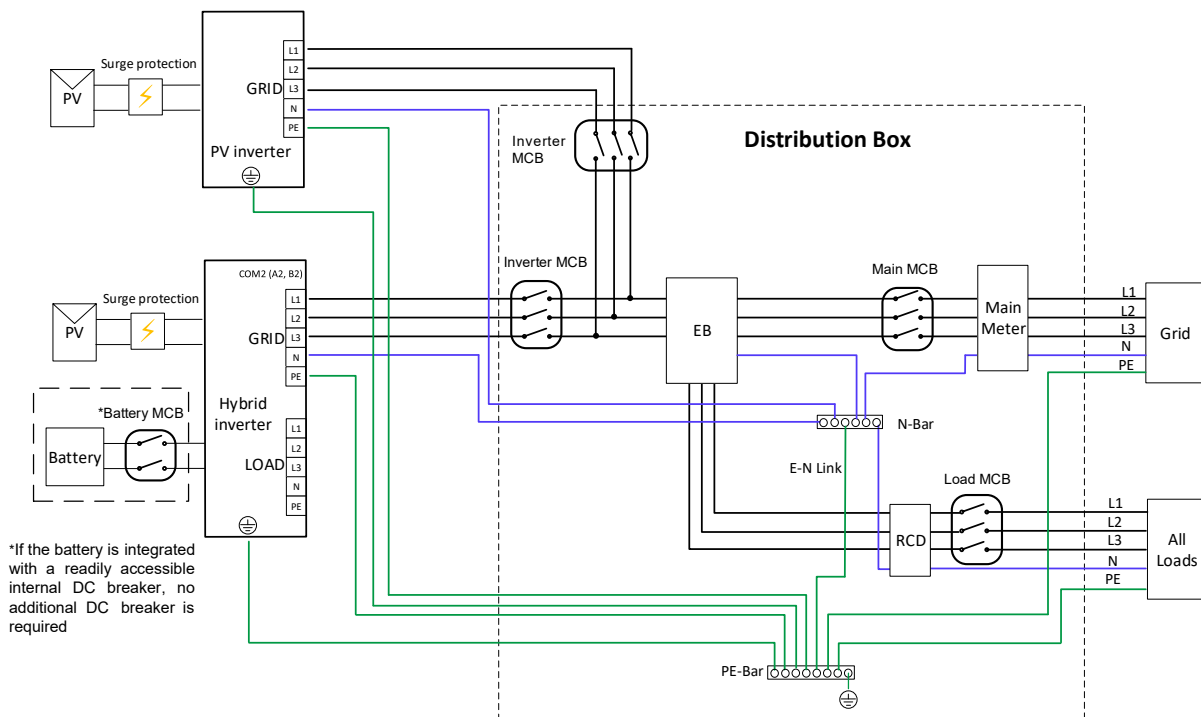 Surge protection
PV
GRID
L1
L2
L3
N
PE
PV inverter
Inverter
MCB
Distribution Box
COM2 (A2, B2)
Surge protection
PV
GRID
L1
L2
L3
N
PE
Hybrid
inverter
LOAD
L1
L2
L3
N
PE
*Battery MCB
Battery
*If the battery is integrated
with a readily accessible
internal DC breaker, no
additional DC breaker is
required
Inverter MCB
EB
Main MCB
Main
Meter
L1
L2
L3
N
PE
Grid
N-Bar
E-N Link
Load MCB
RCD
L1
L2
L3
N
PE
All
Loads
PE-Bar